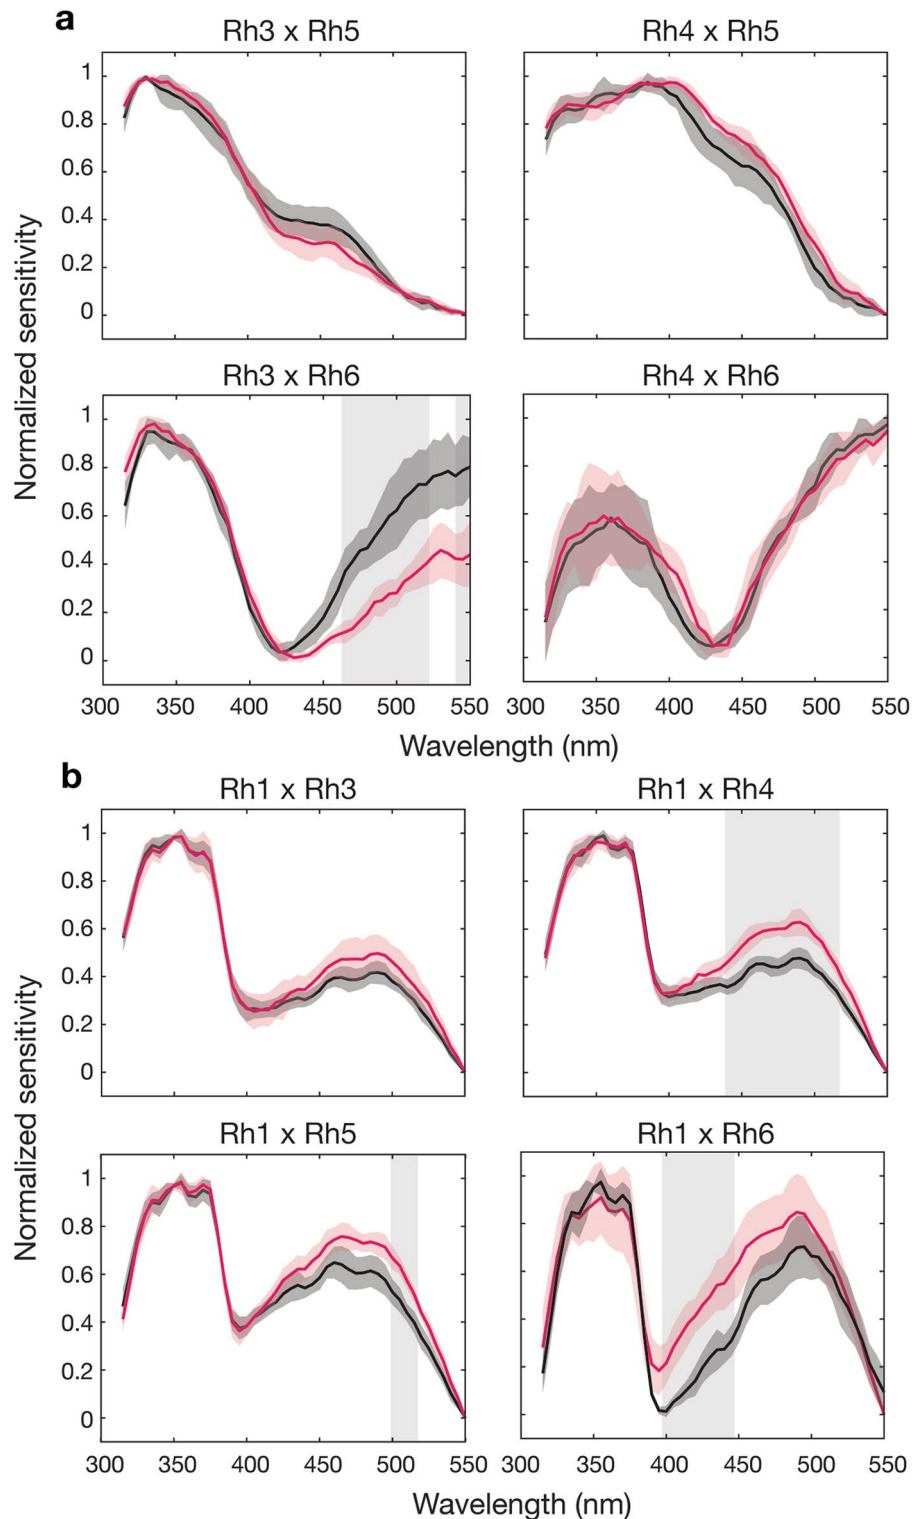 a
Rh3 x Rh5
Rh4 x Rh5
1
0.8
0.6
0.4
0.2
0
Rh3 x Rh6
Rh4 x Rh6
1
0.8
0.6
0.4
0.2
0
Normalized sensitivity
300 350 400 450 500 550
300 350 400 450 500 550
Wavelength (nm)
b
Rh1 x Rh3
Rh1 x Rh4
1
0.8
0.6
0.4
0.2
0
Rh1 x Rh5
Rh1 x Rh6
1
0.8
0.6
0.4
0.2
0
Normalized sensitivity
300 350 400 450 500 550
300 350 400 450 500 550
Wavelength (nm)